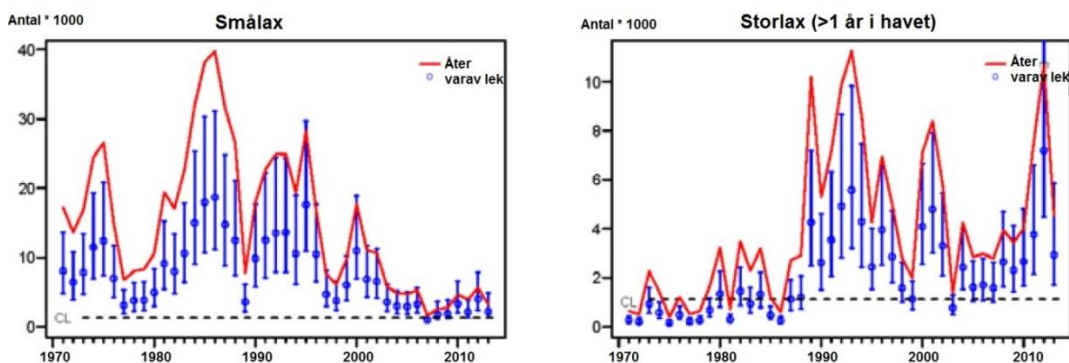 Antal * 1000
Smålax
40
30
20
10
0
CL
Åter
varav lek
1970
1980
1990
2000
2010
Antal * 1000
Storlax (>1 år i havet)
10
8
6
4
2
0
CL
Åter
varav lek
1970
1980
1990
2000
2010